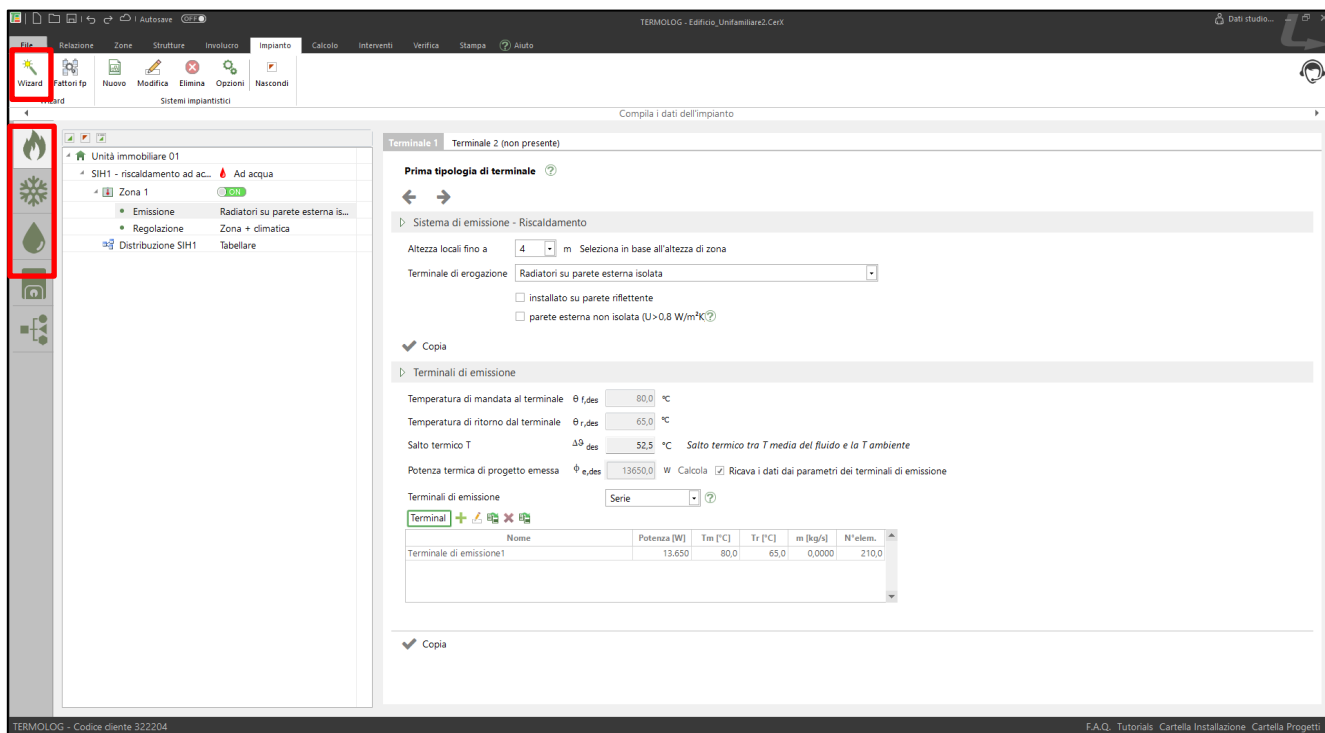 Autosave OFF
TERMOLOG - Edificio_Unifamiliare2.CerX
Dati studio...
File Relazione Zone Strutture Involucro Impianto Calcolo Interventi Verifica Stampa ? Aiuto
Wizard Fattori fp Nuovo Modifica Elimina Opzioni Nascondi
Wizard Sistemi impiantistici
Compila i dati dell'impianto
Unità immobiliare 01
SIH1 - riscaldamento ad ac... Ad acqua
Zona 1 ON
Emissione Radiatori su parete esterna is...
Regolazione Zona + climatica
Distribuzione SIH1 Tabellare
Terminale 1 Terminale 2 (non presente)
Prima tipologia di terminale ?
Sistema di emissione - Riscaldamento
Altezza locali fino a 4 m Seleziona in base all'altezza di zona
Terminale di erogazione Radiatori su parete esterna isolata
installato su parete riflettente
parete esterna non isolata (U>0,8 W/m²K ?
Copia
Terminali di emissione
Temperatura di mandata al terminale θ f,des 80,0 °C
Temperatura di ritorno dal terminale θ r,des 65,0 °C
Salto termico T Δϑ des 52,5 °C Salto termico tra T media del fluido e la T ambiente
Potenza termica di progetto emessa ϕ e,des 13650,0 W Calcola Ricava i dati dai parametri dei terminali di emissione
Terminali di emissione Serie ?
Terminal
Nome Potenza [W] Tm [°C] Tr [°C] m [kg/s] N°elem.
Terminale di emissione1 13.650 80,0 65,0 0,0000 210,0
Copia
TERMOLOG - Codice cliente 322204
F.A.Q. Tutorials Cartella Installazione Cartella Progetti